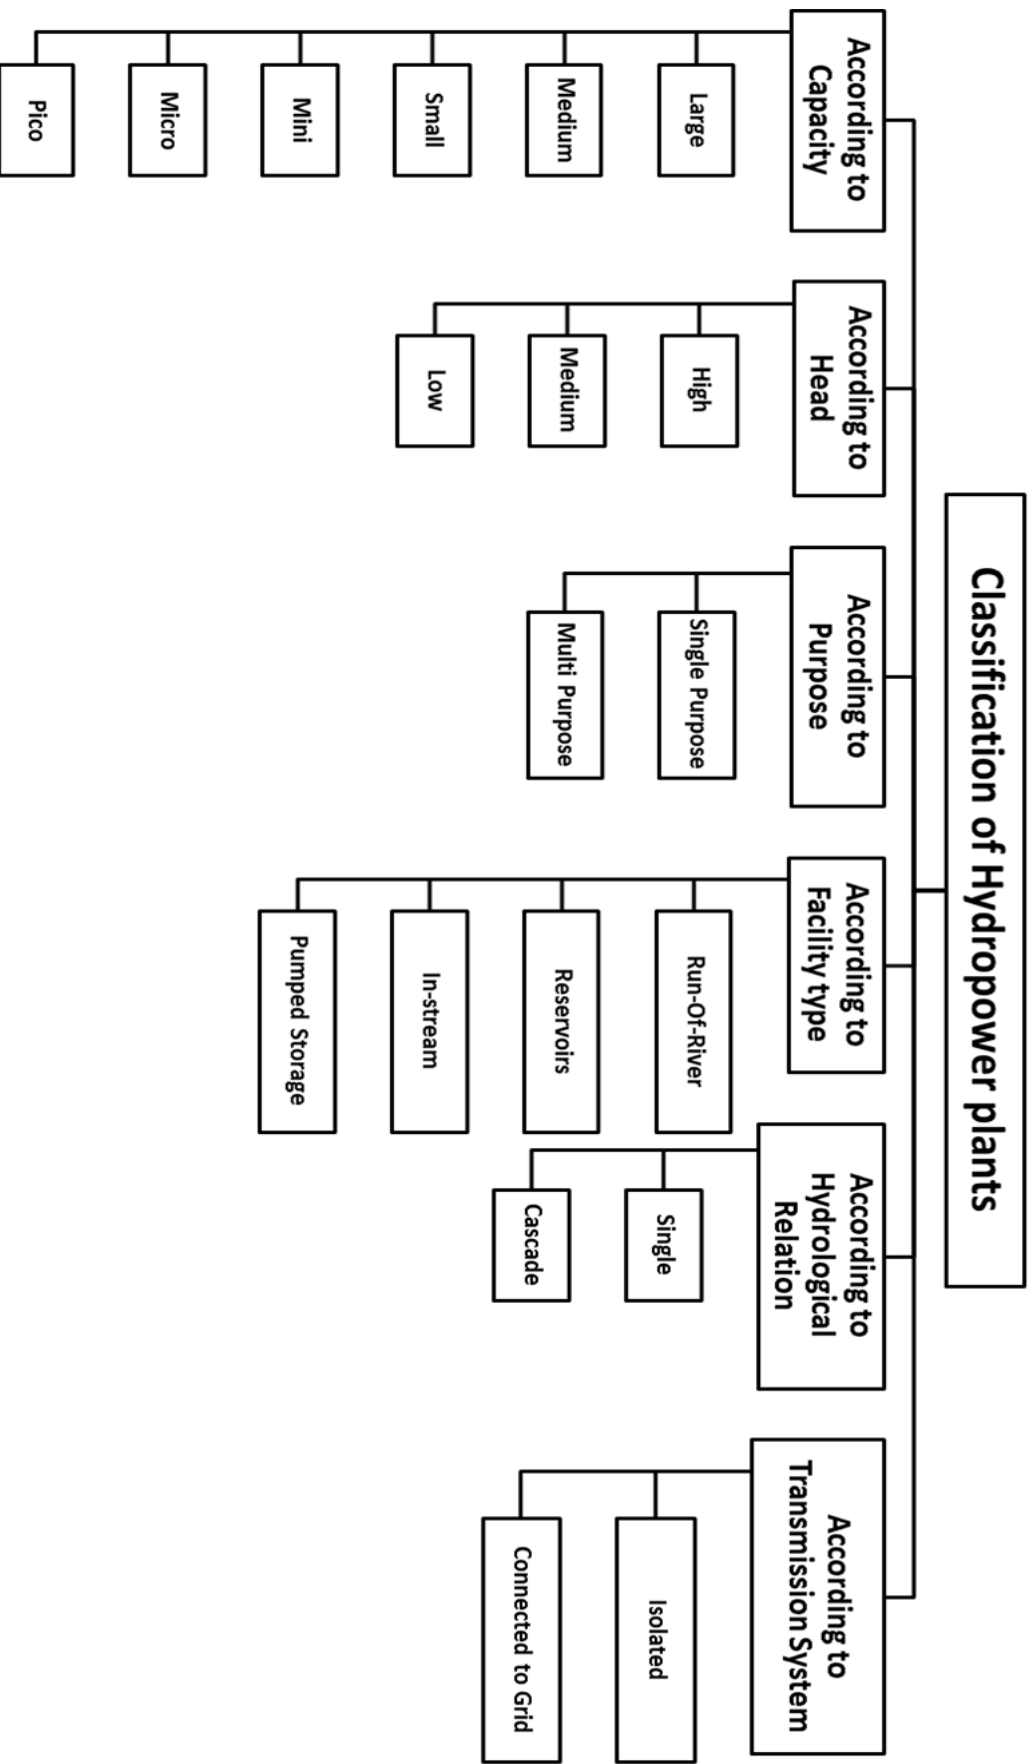 Classification of Hydropower plants
According to
Capacity
Large
Medium
Small
Mini
Micro
Pico
According to
Head
High
Medium
Low
According to
Purpose
Single Purpose
Multi Purpose
According to
Facility type
Run-Of-River
Reservoirs
In-stream
Pumped Storage
According to
Hydrological
Relation
Single
Cascade
According to
Transmission System
Isolated
Connected to Grid